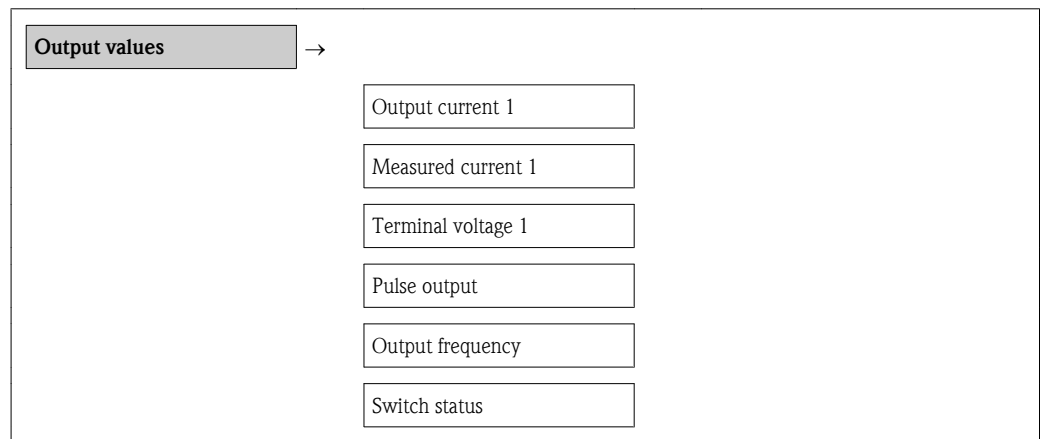 Output values →
Output current 1
Measured current 1
Terminal voltage 1
Pulse output
Output frequency
Switch status